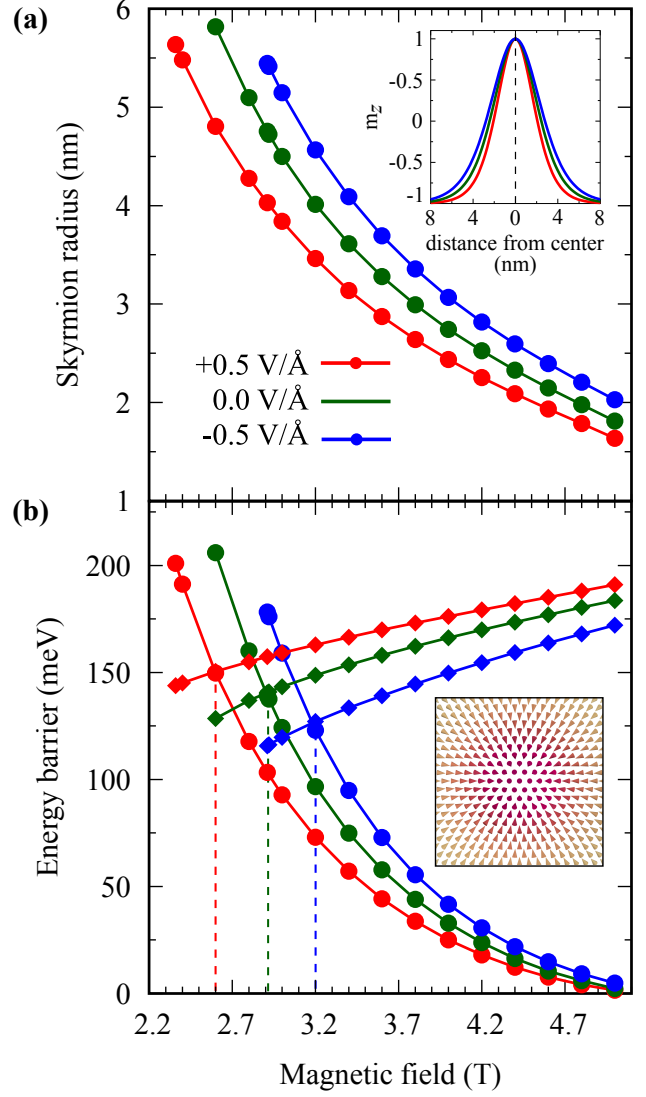 (a)
6
5
4
3
2
1
Skyrmion radius (nm)
+0.5 V/Å
0.0 V/Å
-0.5 V/Å
1
-0.5
0
-0.5
-1
m_z
8 4 0 4 8
distance from center
(nm)
(b)
200
150
100
50
0
Energy barrier (meV)
2.2 2.7 3.2 3.7 4.2 4.7
Magnetic field (T)